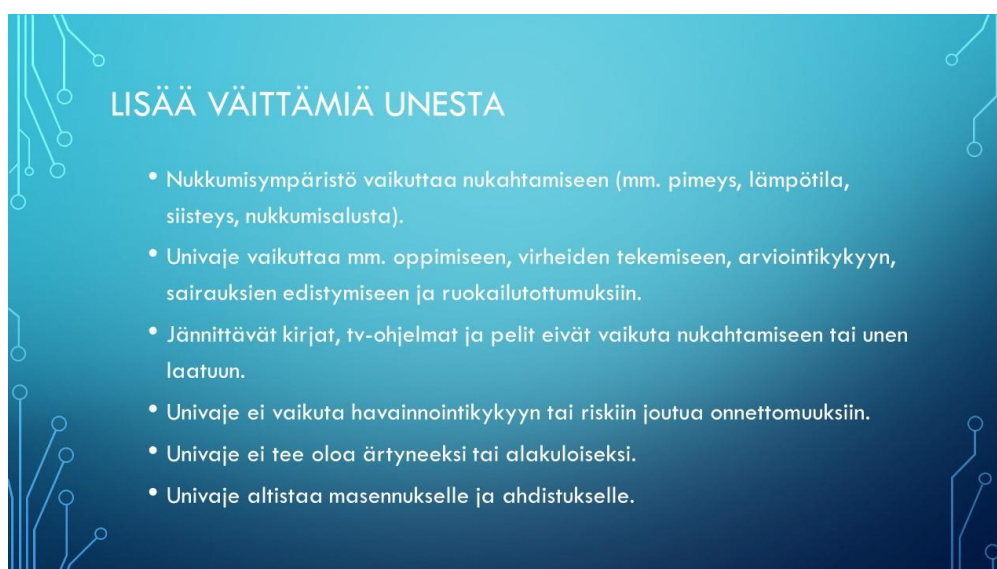 LISÄÄ VÄITTÄMIÄ UNESTA
• Nukkumisympäristö vaikuttaa nukahtamiseen (mm. pimeys, lämpötila,
siisteys, nukkumisalusta).
• Univaje vaikuttaa mm. oppimiseen, virheiden tekemiseen, arviointikykyyn,
sairauksien edistymiseen ja ruokailutottumuksiin.
• Jännittävät kirjat, tv-ohjelmat ja pelit eivät vaikuta nukahtamiseen tai unen
laatuun.
• Univaje ei vaikuta havainnointikykyyn tai riskiin joutua onnettomuuksiin.
• Univaje ei tee oloa ärtyneeksi tai alakuloiseksi.
• Univaje altistaa masennukselle ja ahdistukselle.